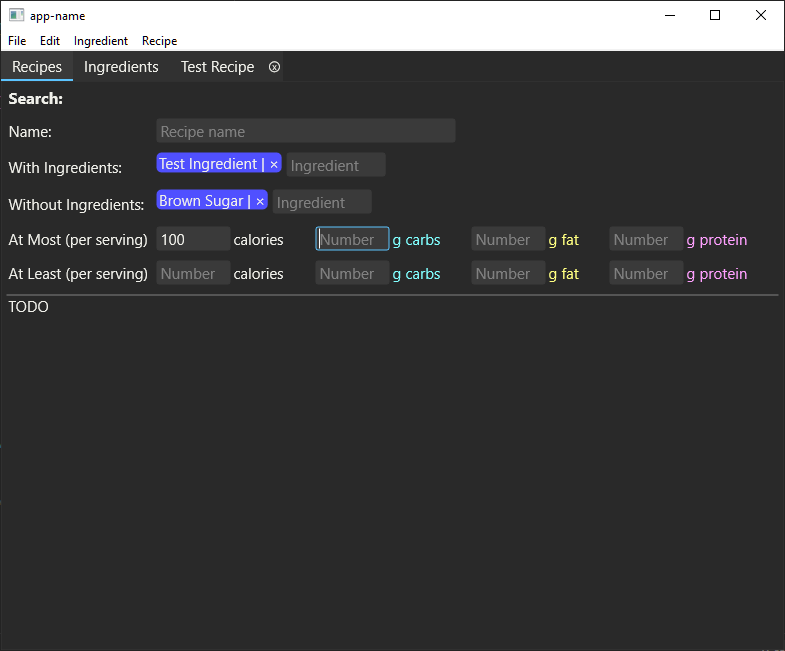 app-name
File Edit Ingredient Recipe
Recipes Ingredients Test Recipe
Search:
Name: Recipe name
With Ingredients: Test Ingredient | × Ingredient
Without Ingredients: Brown Sugar | × Ingredient
At Most (per serving) 100 calories Number g carbs Number g fat Number g protein
At Least (per serving) Number calories Number g carbs Number g fat Number g protein
TODO